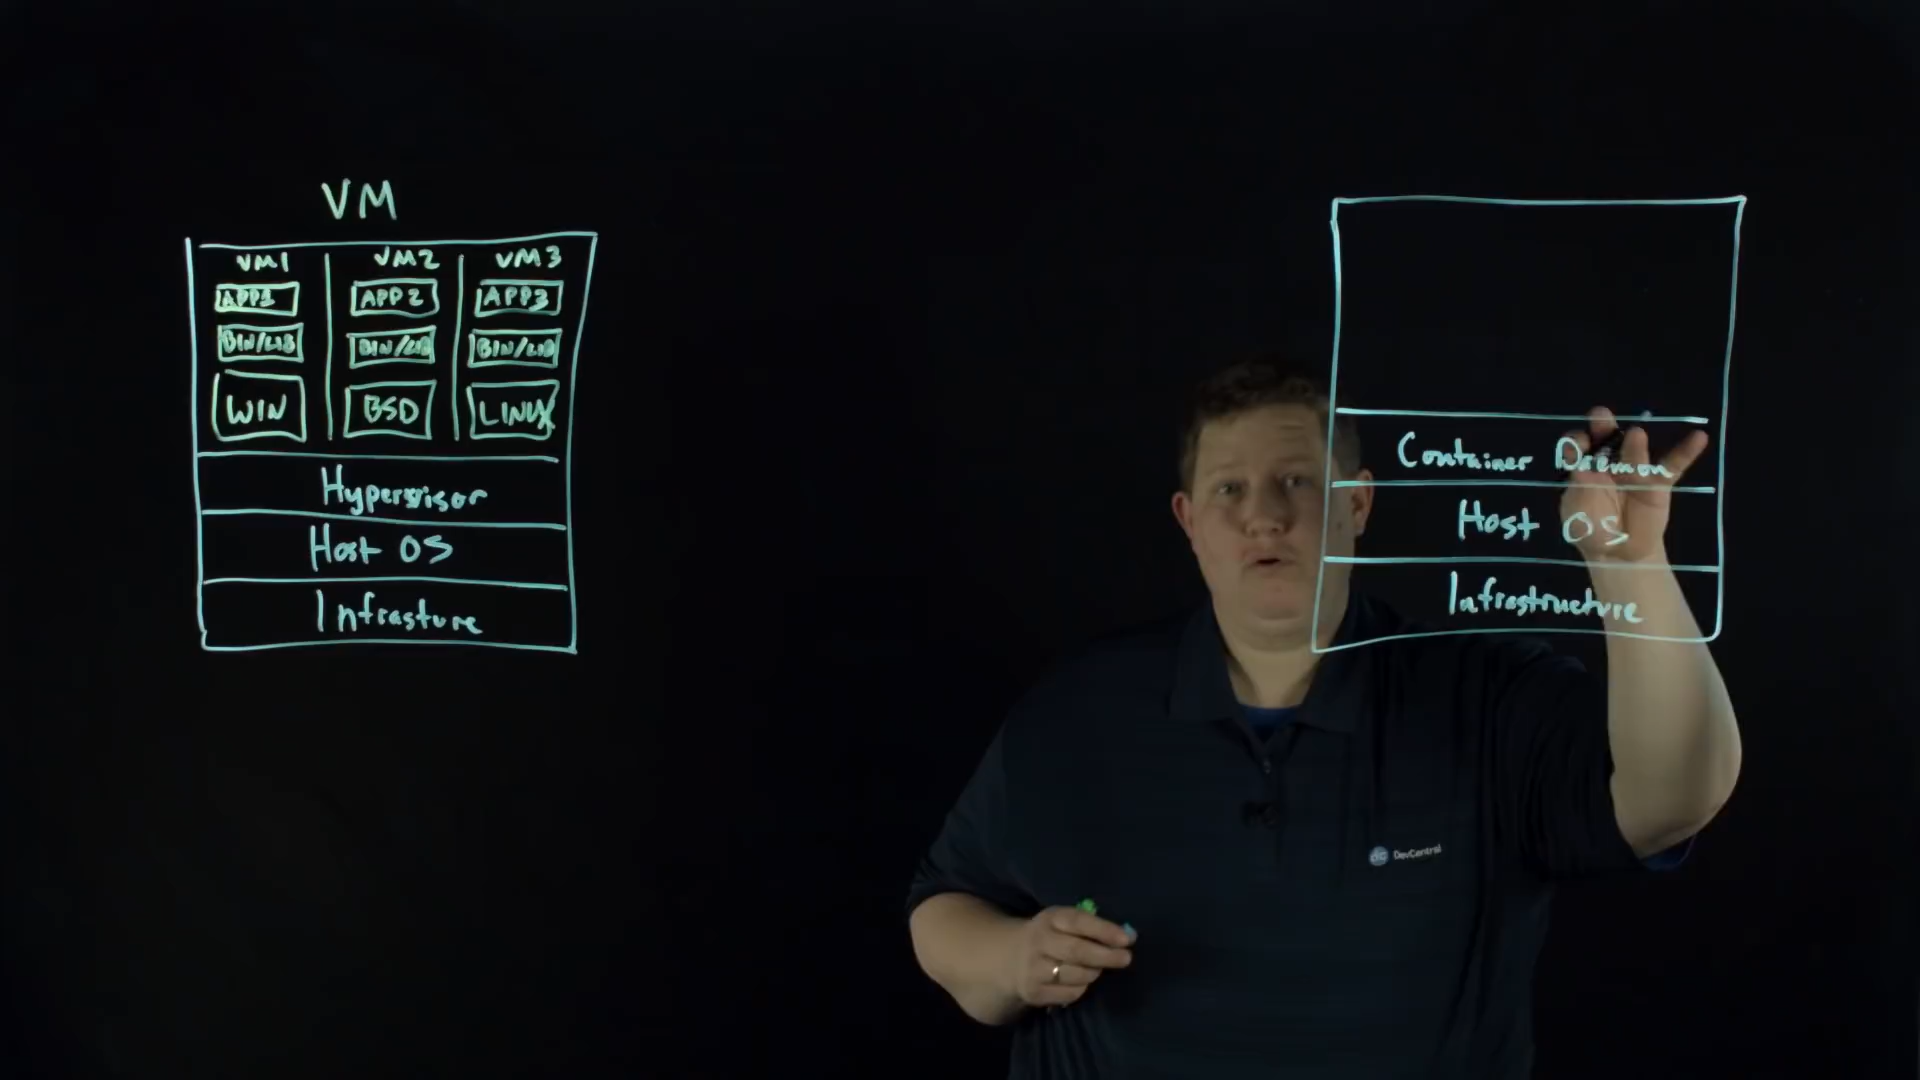 VM
VM1 VM2 VM3
APP1 APP2 APP3
BIN/LIB BIN/LIB BIN/LIB
WIN BSD LINUX
Hypervisor
Host OS
Infrasture
Container Daemon
Host OS
Infrastructure
DevCentral